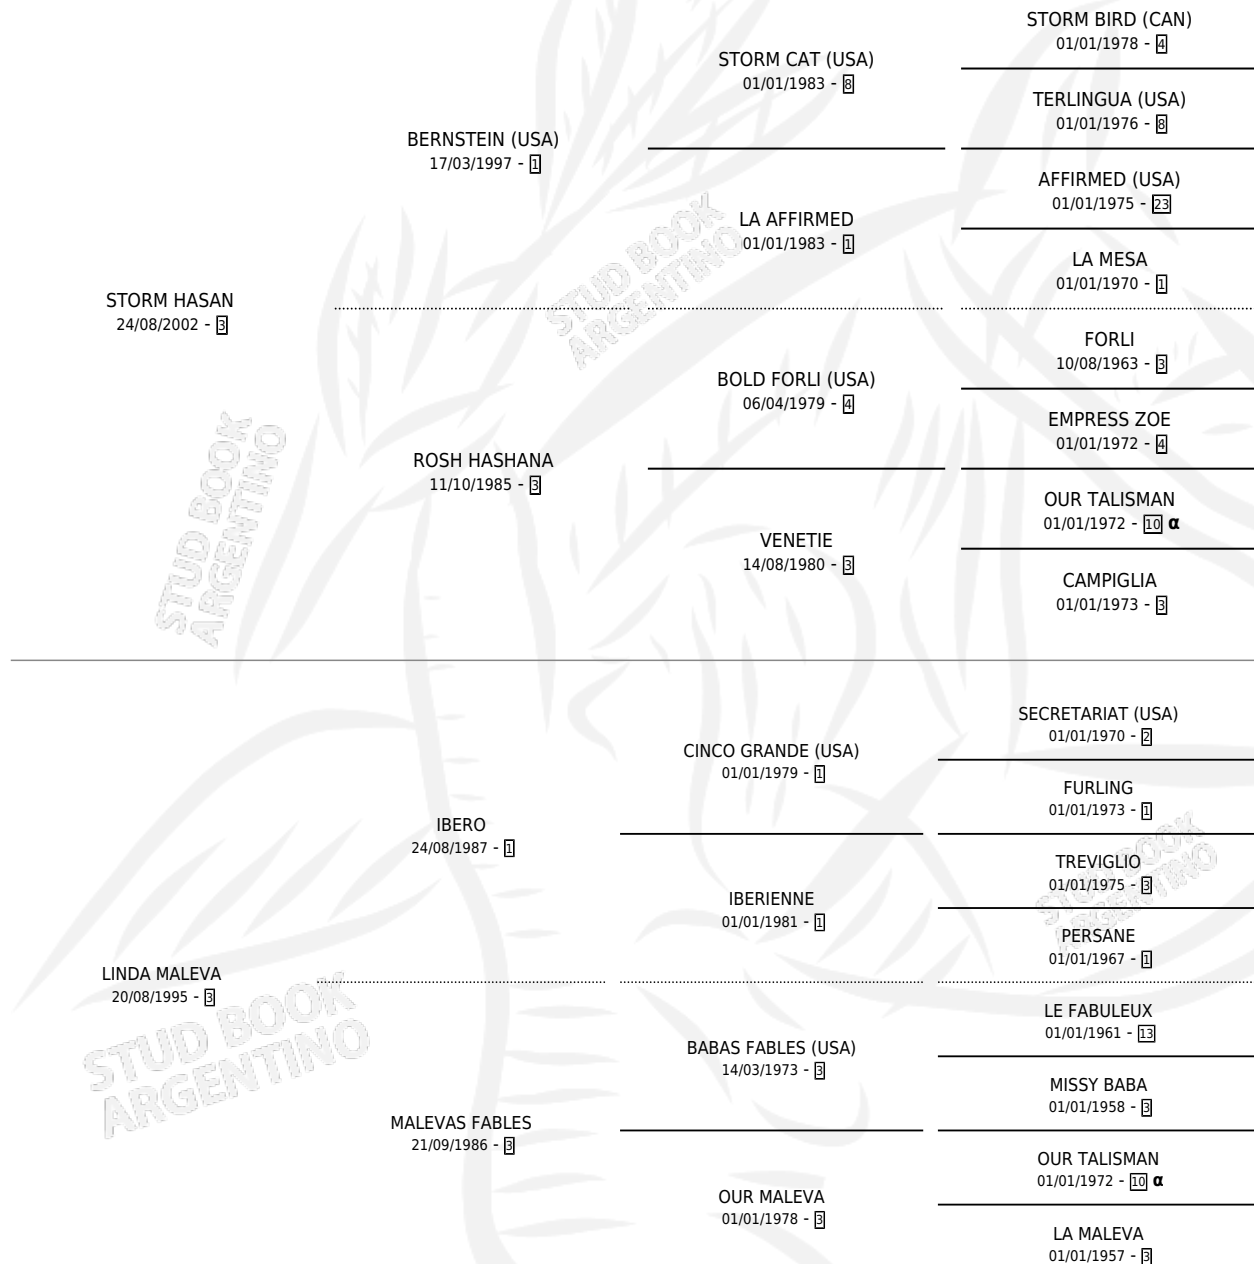 STORM BIRD (CAN)
01/01/1978 - 4
STORM CAT (USA)
01/01/1983 - 8
TERLINGUA (USA)
01/01/1976 - 8
BERNSTEIN (USA)
17/03/1997 - 1
AFFIRMED (USA)
01/01/1975 - 23
LA AFFIRMED
01/01/1983 - 1
LA MESA
01/01/1970 - 1
STORM HASAN
24/08/2002 - 3
FORLI
10/08/1963 - 3
BOLD FORLI (USA)
06/04/1979 - 4
EMPRESS ZOE
01/01/1972 - 4
ROSH HASHANA
11/10/1985 - 3
OUR TALISMAN
01/01/1972 - 10 α
VENETIE
14/08/1980 - 3
CAMPIGLIA
01/01/1973 - 3
SECRETARIAT (USA)
01/01/1970 - 2
CINCO GRANDE (USA)
01/01/1979 - 1
FURLING
01/01/1973 - 1
IBERO
24/08/1987 - 1
TREVIGLIO
01/01/1975 - 3
IBERIENNE
01/01/1981 - 1
PERSANE
01/01/1967 - 1
LINDA MALEVA
20/08/1995 - 3
LE FABULEUX
01/01/1961 - 13
BABAS FABLES (USA)
14/03/1973 - 3
MISSY BABA
01/01/1958 - 3
MALEVAS FABLES
21/09/1986 - 3
OUR TALISMAN
01/01/1972 - 10 α
OUR MALEVA
01/01/1978 - 3
LA MALEVA
01/01/1957 - 3
STUD BOOK
ARGENTINO
STUD BOOK
ARGENTINO
STUD BOOK
ARGENTINO
STUD BOOK
ARGENTINO